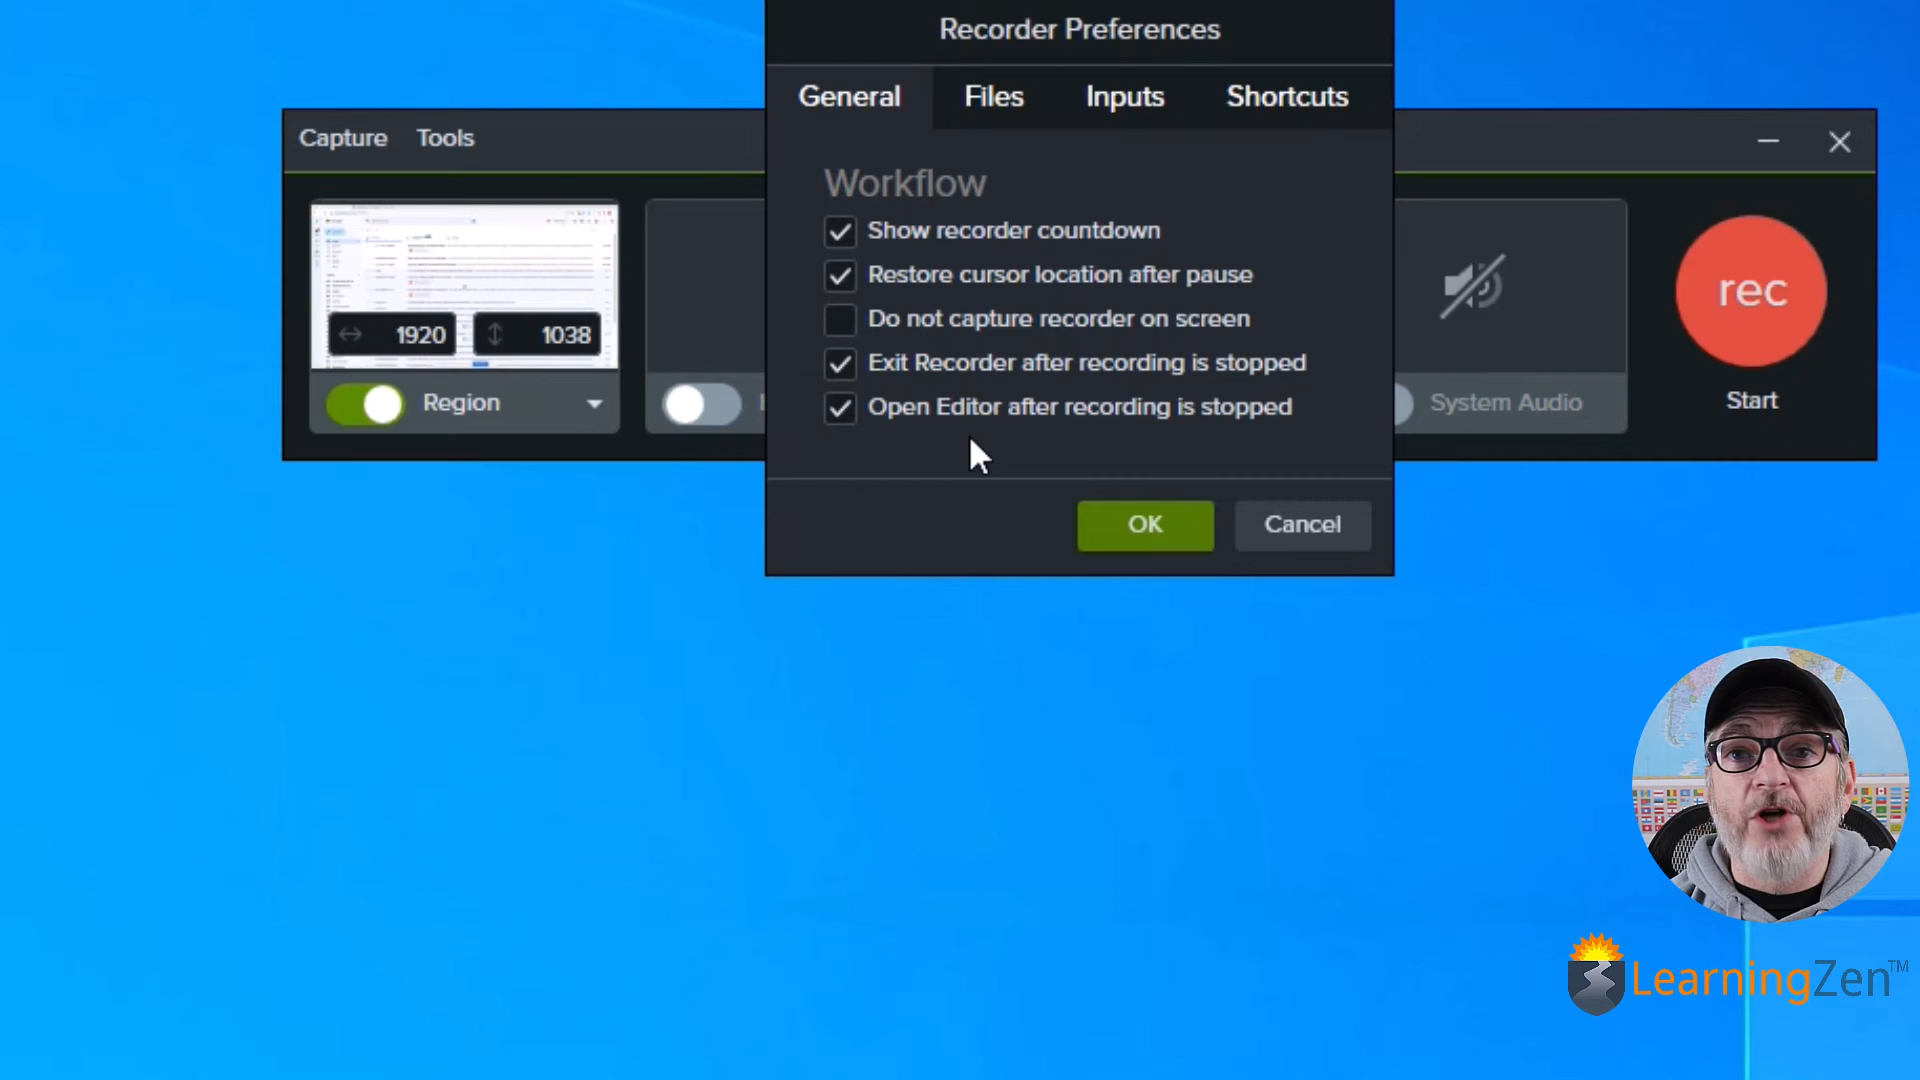 Recorder Preferences
General Files Inputs Shortcuts
Capture Tools
Workflow
Show recorder countdown
Restore cursor location after pause
Do not capture recorder on screen
Exit Recorder after recording is stopped
Open Editor after recording is stopped
1920 1038
Region
System Audio
rec
Start
OK Cancel
LearningZen™